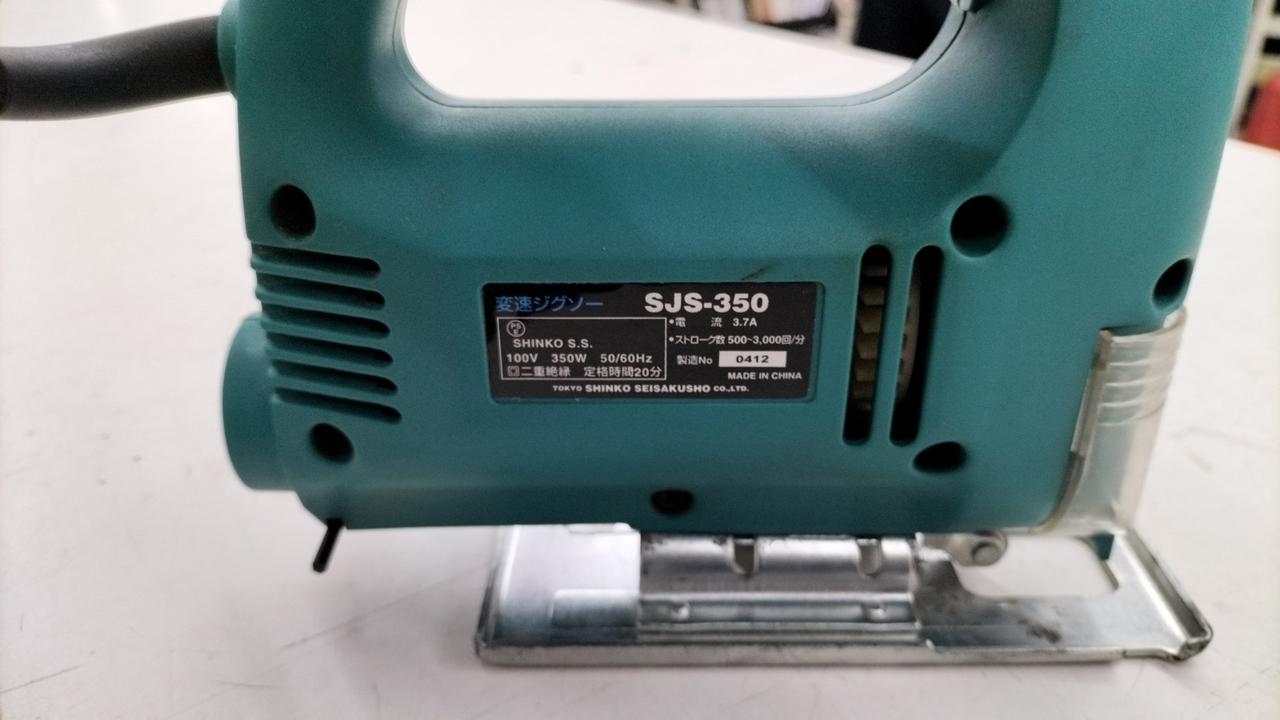 変速ジグソー SJS-350
SHINKO S.S.
100V 350W 50/60Hz
回二重絶縁 定格時間20分
•電 流 3.7A
•ストローク数 500~3,000回/分
製造No 0412
MADE IN CHINA
TOKYO SHINKO SEISAKUSHO CO.,LTD.